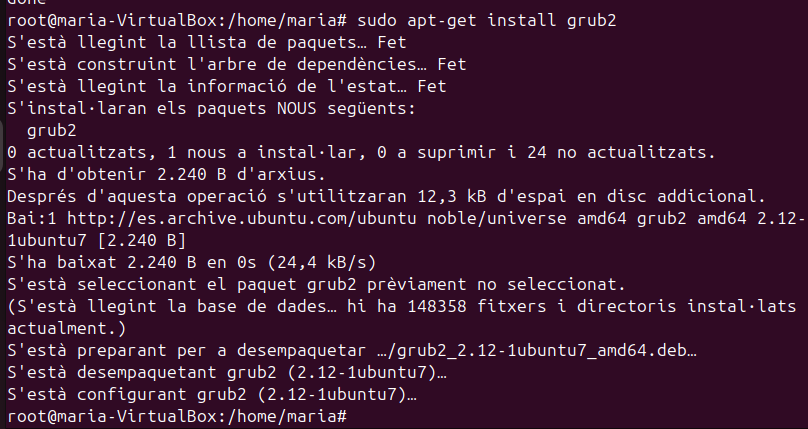 done
root@maria-VirtualBox:/home/maria# sudo apt-get install grub2
S'està llegint la llista de paquets… Fet
S'està construint l'arbre de dependències… Fet
S'està llegint la informació de l'estat… Fet
S'instal·laran els paquets NOUS següents:
  grub2
0 actualitzats, 1 nous a instal·lar, 0 a suprimir i 24 no actualitzats.
S'ha d'obtenir 2.240 B d'arxius.
Després d'aquesta operació s'utilitzaran 12,3 kB d'espai en disc addicional.
Bai:1 http://es.archive.ubuntu.com/ubuntu noble/universe amd64 grub2 amd64 2.12-
1ubuntu7 [2.240 B]
S'ha baixat 2.240 B en 0s (24,4 kB/s)
S'està seleccionant el paquet grub2 prèviament no seleccionat.
(S'està llegint la base de dades… hi ha 148358 fitxers i directoris instal·lats
actualment.)
S'està preparant per a desempaquetar …/grub2_2.12-1ubuntu7_amd64.deb…
S'està desempaquetant grub2 (2.12-1ubuntu7)…
S'està configurant grub2 (2.12-1ubuntu7)…
root@maria-VirtualBox:/home/maria#